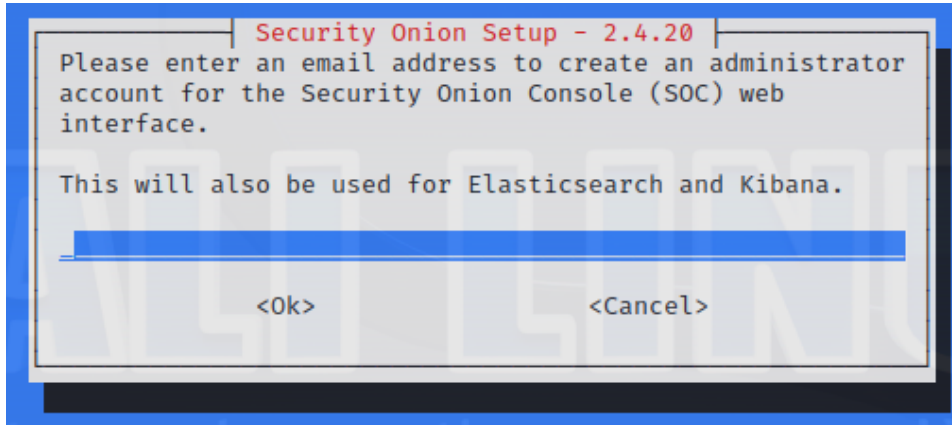 Security Onion Setup - 2.4.20
Please enter an email address to create an administrator
account for the Security Onion Console (SOC) web
interface.
This will also be used for Elasticsearch and Kibana.
<Ok> <Cancel>